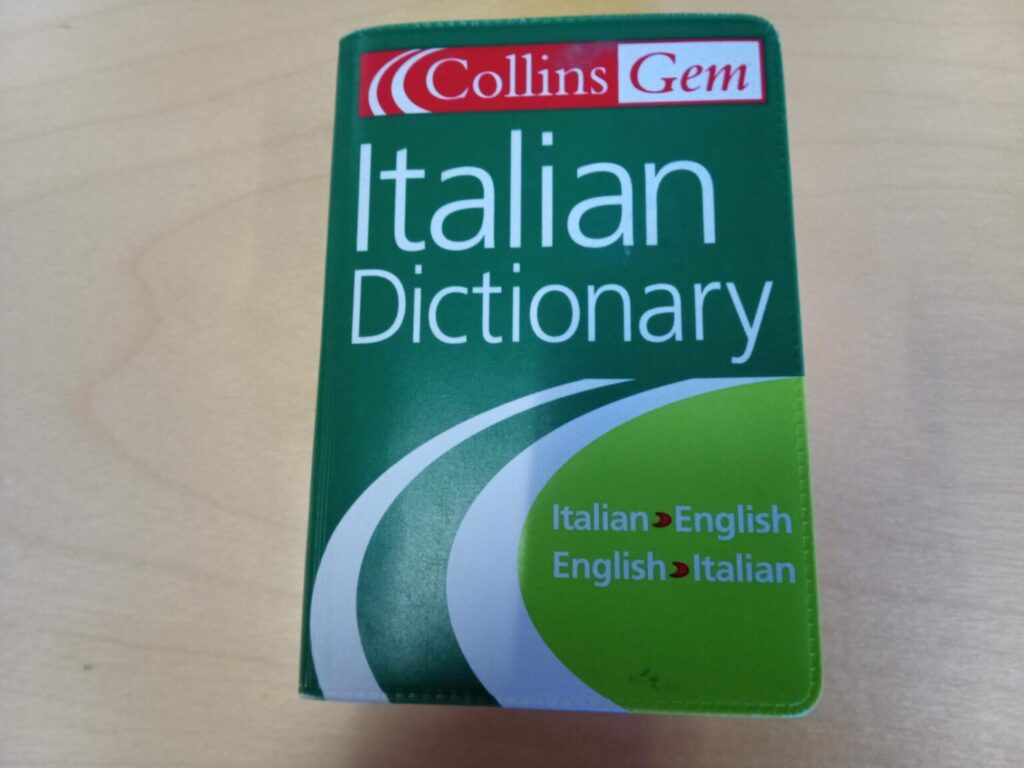 Collins Gem
Italian
Dictionary
Italian English
English Italian